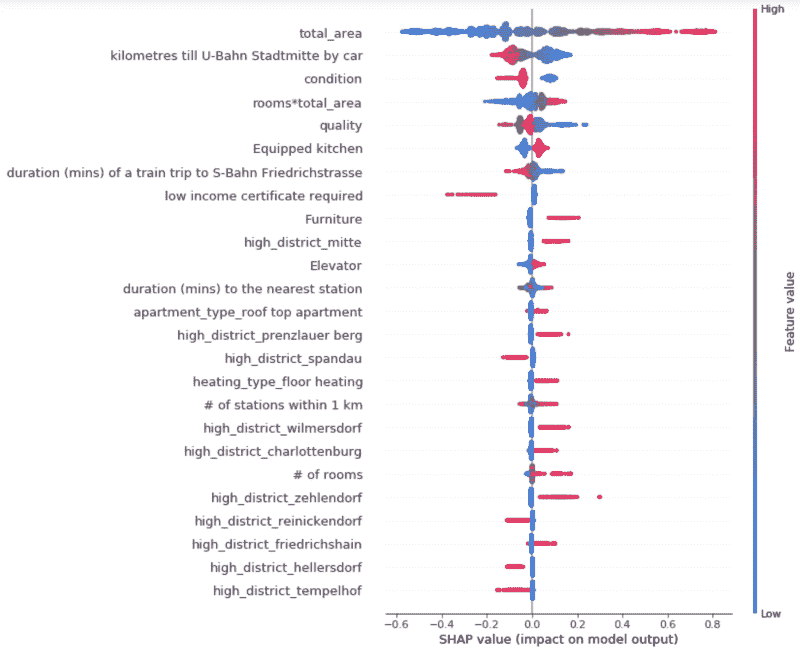 High
total_area
kilometres till U-Bahn Stadtmitte by car
condition
rooms*total_area
quality
Equipped kitchen
duration (mins) of a train trip to S-Bahn Friedrichstrasse
low income certificate required
Furniture
high_district_mitte
Elevator
duration (mins) to the nearest station
apartment_type_roof top apartment
high_district_prenzlauer berg
high_district_spandau
heating_type_floor heating
# of stations within 1 km
high_district_wilmersdorf
high_district_charlottenburg
# of rooms
high_district_zehlendorf
high_district_reinickendorf
high_district_friedrichshain
high_district_hellersdorf
high_district_tempelhof
Feature value
Low
−0.6 −0.4 −0.2 0.0 0.2 0.4 0.6 0.8
SHAP value (impact on model output)